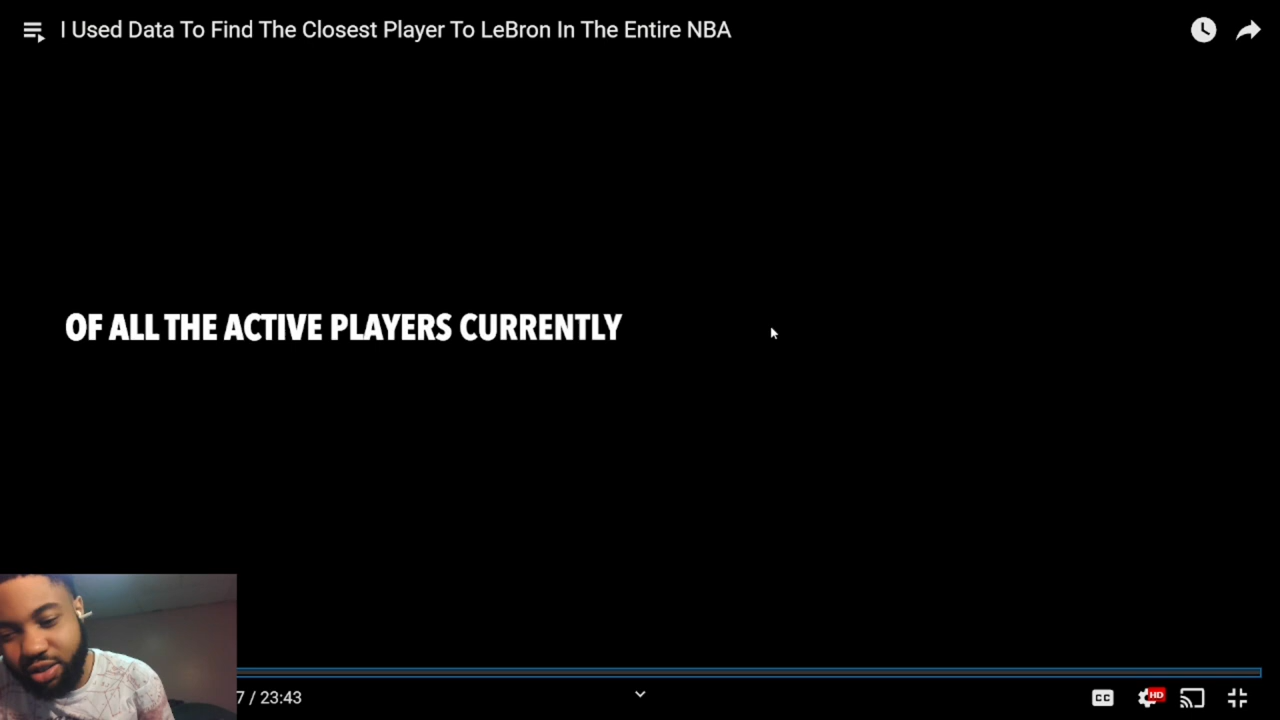 I Used Data To Find The Closest Player To LeBron In The Entire NBA
OF ALL THE ACTIVE PLAYERS CURRENTLY
7 / 23:43
CC
HD